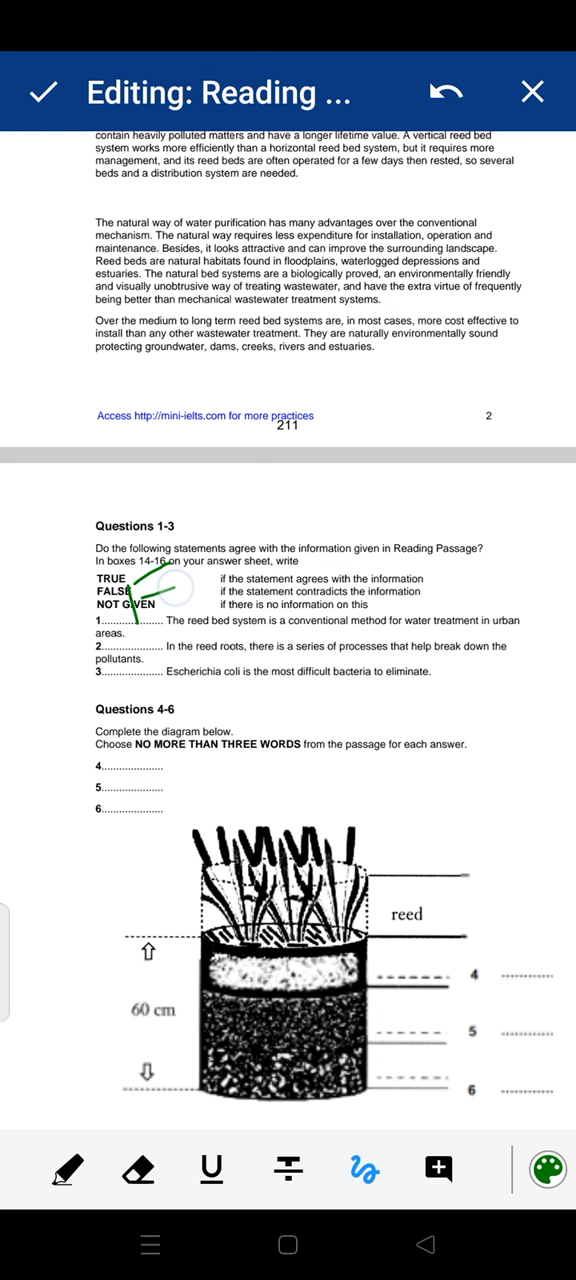 Editing: Reading ...
contain heavily polluted matters and have a longer lifetime value. A vertical reed bed
system works more efficiently than a horizontal reed bed system, but it requires more
management, and its reed beds are often operated for a few days then rested, so several
beds and a distribution system are needed.
The natural way of water purification has many advantages over the conventional
mechanism. The natural way requires less expenditure for installation, operation and
maintenance. Besides, it looks attractive and can improve the surrounding landscape.
Reed beds are natural habitats found in floodplains, waterlogged depressions and
estuaries. The natural bed systems are a biologically proved, an environmentally friendly
and visually unobtrusive way of treating wastewater, and have the extra virtue of frequently
being better than mechanical wastewater treatment systems.
Over the medium to long term reed bed systems are, in most cases, more cost effective to
install than any other wastewater treatment. They are naturally environmentally sound
protecting groundwater, dams, creeks, rivers and estuaries.
Access http://mini-ielts.com for more practices 2
211
Questions 1-3
Do the following statements agree with the information given in Reading Passage?
In boxes 14-16 on your answer sheet, write
TRUE if the statement agrees with the information
FALSE if the statement contradicts the information
NOT GIVEN if there is no information on this
1..................... The reed bed system is a conventional method for water treatment in urban
areas.
2..................... In the reed roots, there is a series of processes that help break down the
pollutants.
3..................... Escherichia coli is the most difficult bacteria to eliminate.
Questions 4-6
Complete the diagram below.
Choose NO MORE THAN THREE WORDS from the passage for each answer.
4.....................
5.....................
6.....................
reed
4 ..............
60 cm
5 ..............
6 ..............
U
T